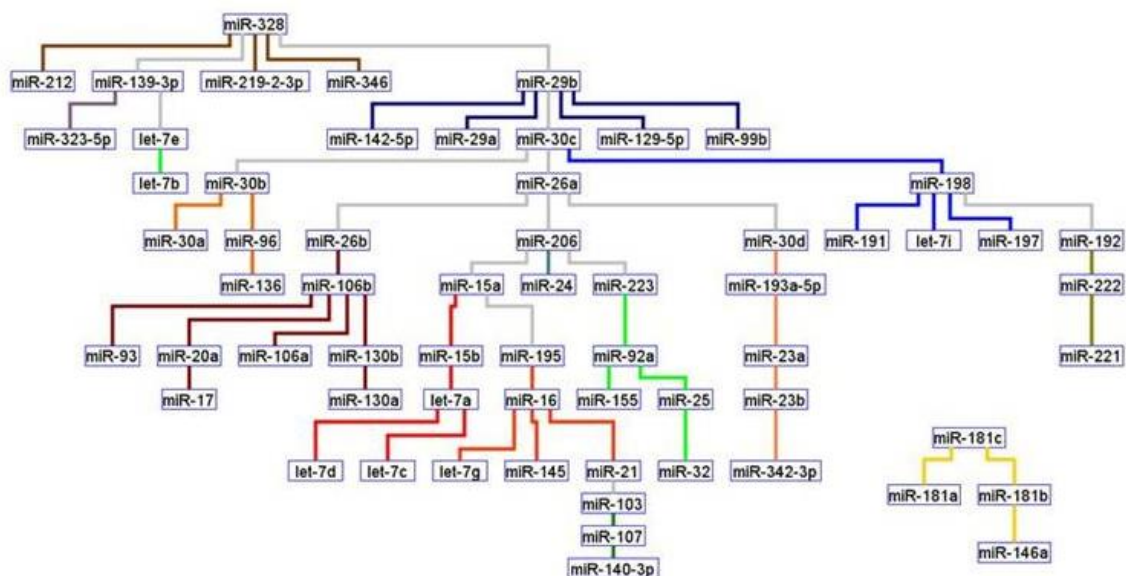 miR-328
miR-212 miR-139-3p miR-219-2-3p miR-346 miR-29b
miR-323-5p let-7e miR-142-5p miR-29a miR-30c miR-129-5p miR-99b
let-7b miR-30b miR-26a miR-198
miR-30a miR-96 miR-26b miR-206 miR-30d miR-191 let-7i miR-197 miR-192
miR-136 miR-106b miR-15a miR-24 miR-223 miR-193a-5p miR-222
miR-93 miR-20a miR-106a miR-130b miR-15b miR-195 miR-92a miR-23a miR-221
miR-17 miR-130a let-7a miR-16 miR-155 miR-25 miR-23b
miR-181c
let-7d let-7c let-7g miR-145 miR-21 miR-32 miR-342-3p
miR-181a miR-181b
miR-103
miR-107
miR-146a
miR-140-3p